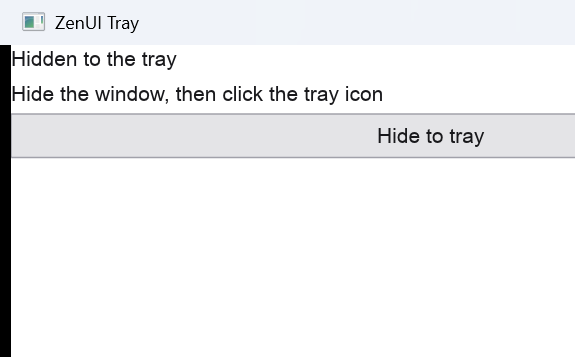 ZenUI Tray
Hidden to the tray
Hide the window, then click the tray icon
Hide to tray